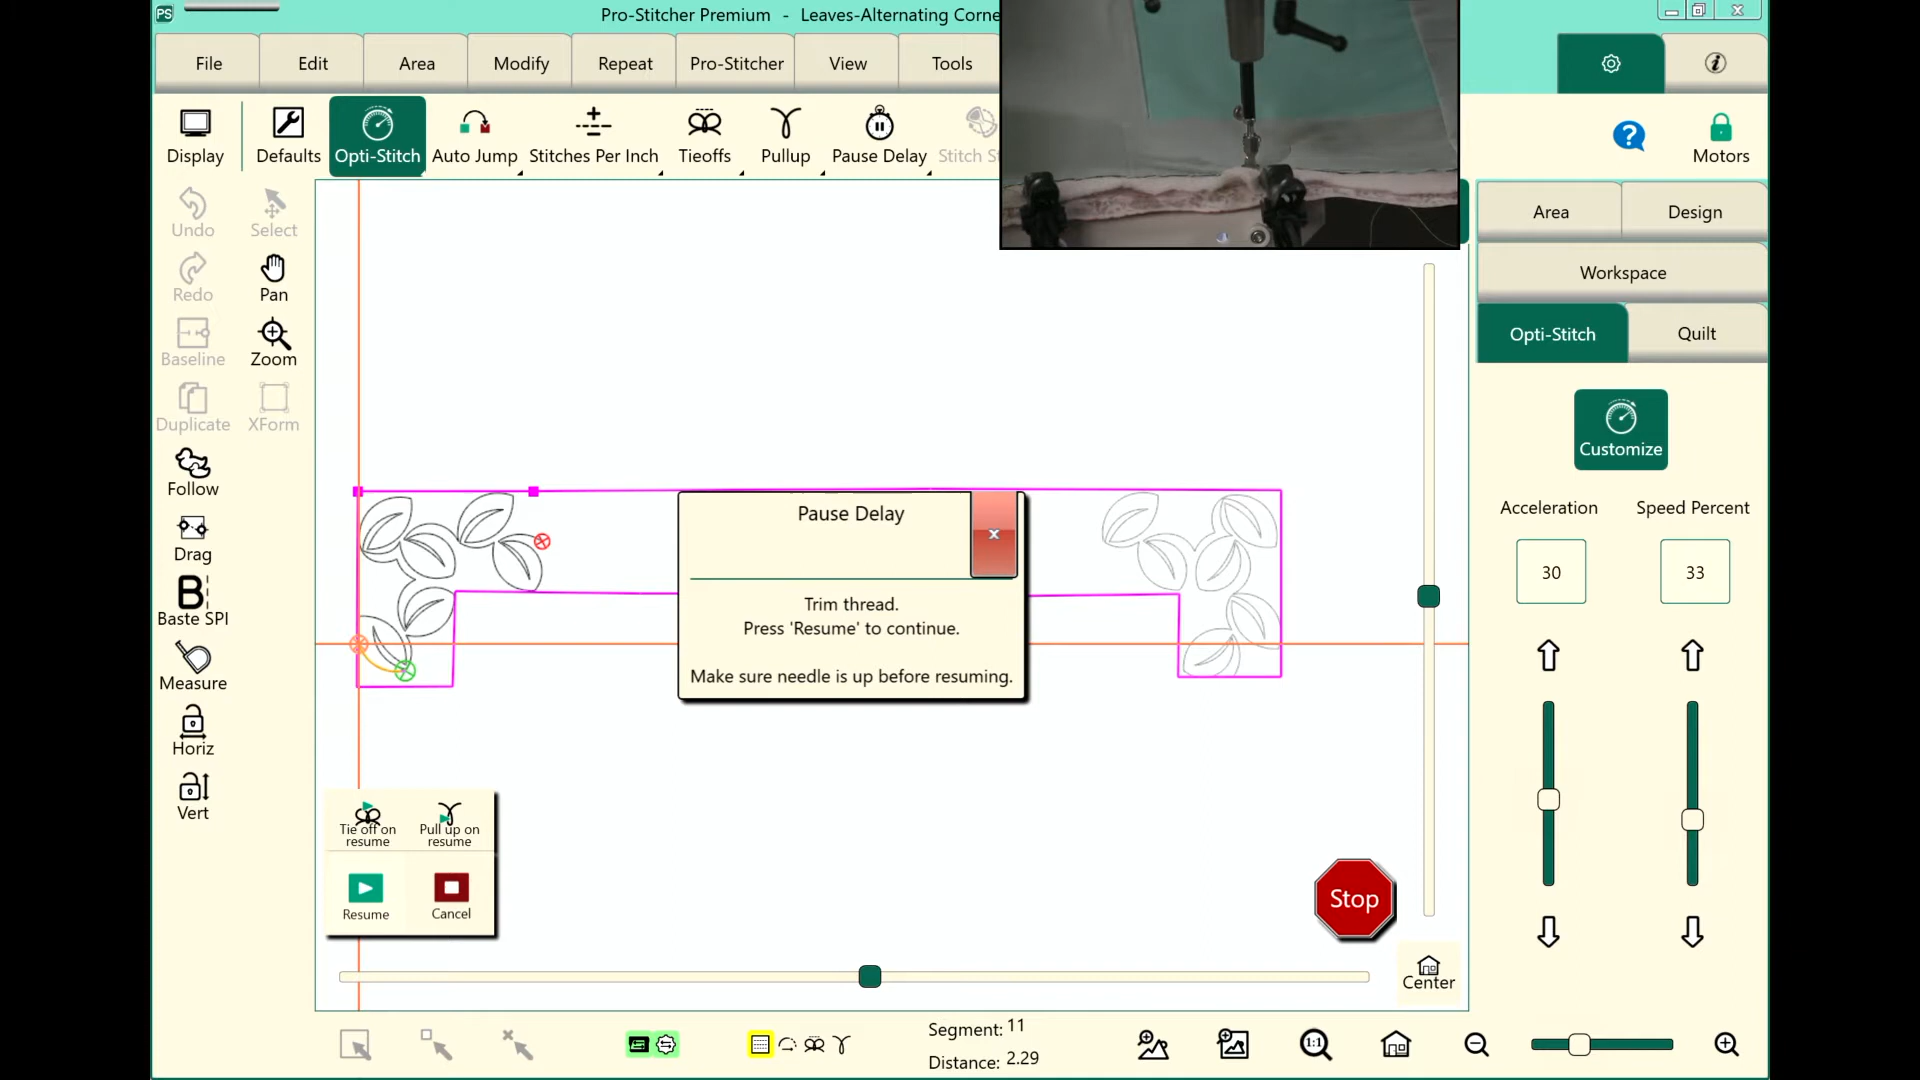 PS
Pro-Stitcher Premium - Leaves-Alternating Corne
File Edit Area Modify Repeat Pro-Stitcher View Tools
Display Defaults Opti-Stitch Auto Jump Stitches Per Inch Tieoffs Pullup Pause Delay Stitch S
Motors
Undo Select
Redo Pan
Baseline Zoom
Duplicate XForm
Follow
Drag
B
Baste SPI
Measure
Horiz
Vert
Area Design
Workspace
Opti-Stitch Quilt
Customize
Acceleration Speed Percent
30 33
Pause Delay
x
Trim thread.
Press 'Resume' to continue.
Make sure needle is up before resuming.
Tie off on resume
Pull up on resume
Resume Cancel
Stop
Center
Segment: 11
Distance: 2.29
1:1